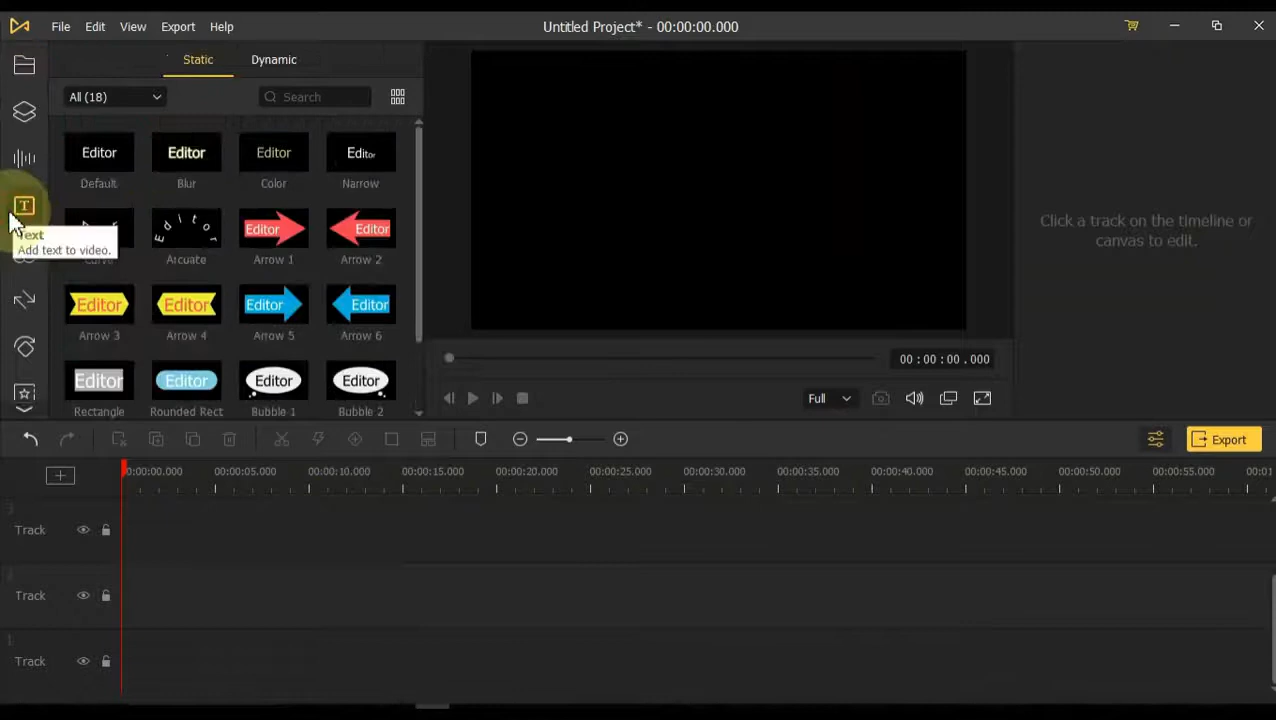 File Edit View Export Help
Untitled Project* - 00:00:00.000
Static Dynamic
All (18) Search
Editor Editor Editor Editor
Default Blur Color Narrow
Text
Add text to video.
Editor Editor Editor
Arcuate Arrow 1 Arrow 2
Editor Editor Editor Editor
Arrow 3 Arrow 4 Arrow 5 Arrow 6
Editor Editor Editor Editor
Rectangle Rounded Rect Bubble 1 Bubble 2
Click a track on the timeline or
canvas to edit.
00:00:00.000
Full
Export
0:00:00.000 00:00:05.000 00:00:10.000 00:00:15.000 00:00:20.000 00:00:25.000 00:00:30.000 00:00:35.000 00:00:40.000 00:00:45.000 00:00:50.000 00:00:55.000 00:01
3
Track
2
Track
1
Track